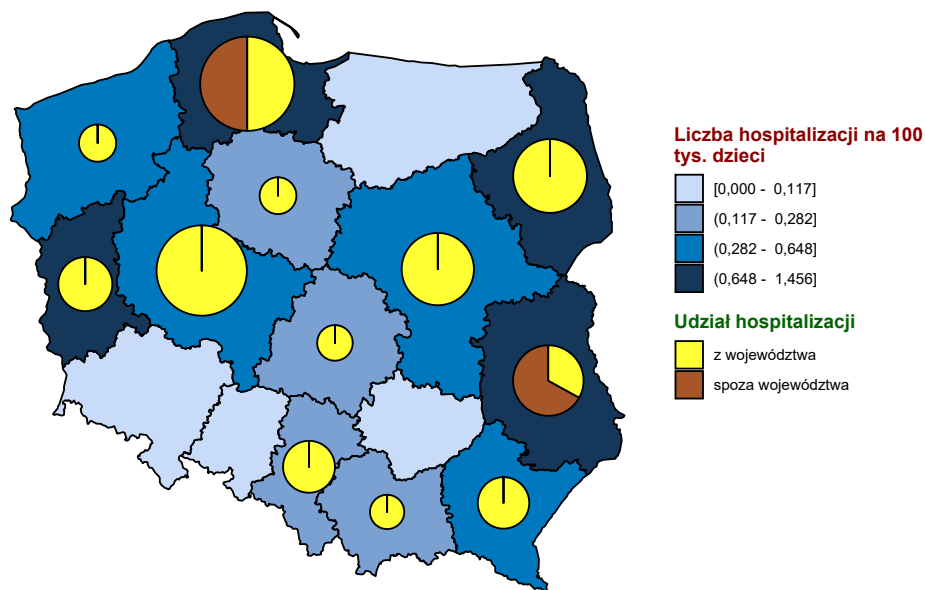 Liczba hospitalizacji na 100
tys. dzieci
[0,000 - 0,117]
(0,117 - 0,282]
(0,282 - 0,648]
(0,648 - 1,456]
Udział hospitalizacji
z województwa
spoza województwa